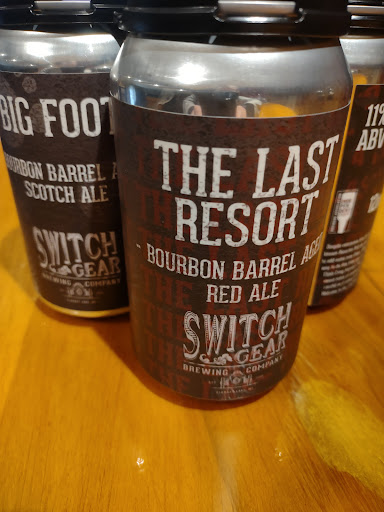 BIG FOOT
BOURBON BARREL A
SCOTCH ALE
SWITCH
GEAR
BREWING COMPANY
THE LAST
RESORT
- BOURBON BARREL AGED
RED ALE
SWITCH
GEAR
BREWING COMPANY
11%
ABV